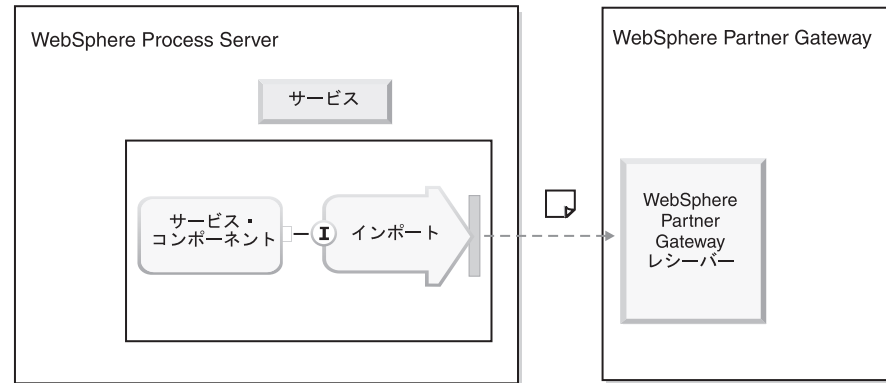 WebSphere Process Server
サービス
サービス・
コンポーネント
I
インポート
WebSphere Partner Gateway
WebSphere
Partner
Gateway
レシーバー